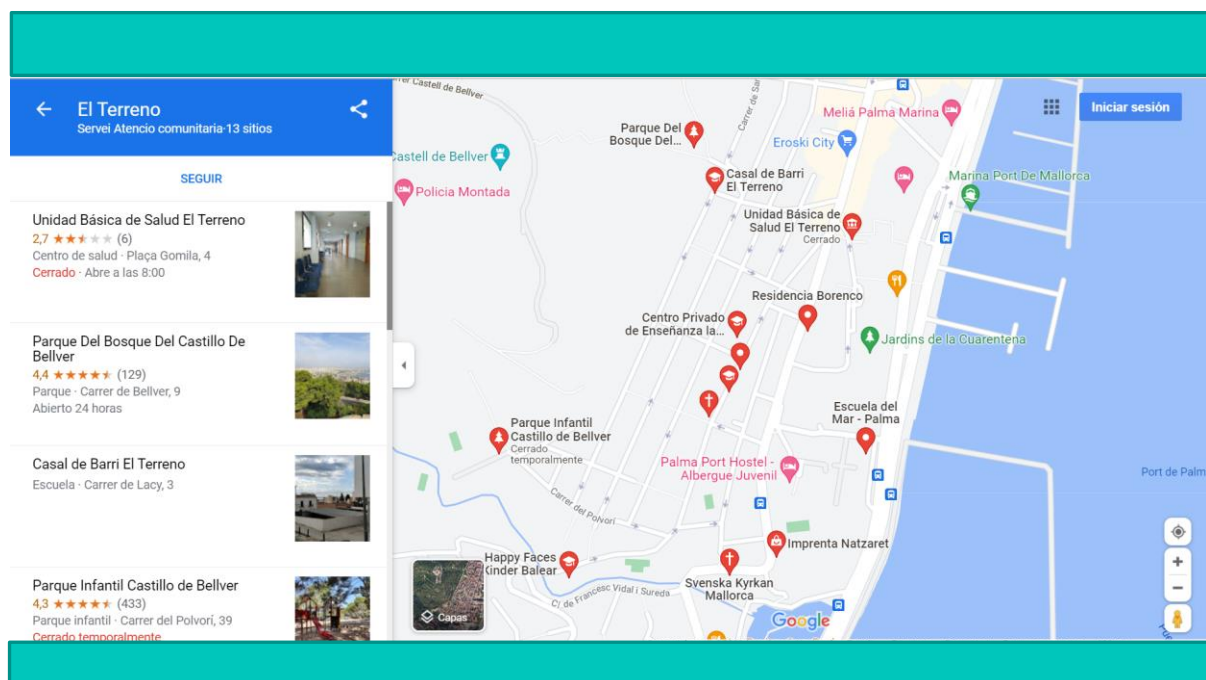 El Terreno
Servei Atencio comunitaria·13 sitios
SEGUIR
Unidad Básica de Salud El Terreno
2,7 (6)
Centro de salud · Plaça Gomila, 4
Cerrado · Abre a las 8:00
Parque Del Bosque Del Castillo De
Bellver
4,4 (129)
Parque · Carrer de Bellver, 9
Abierto 24 horas
Casal de Barri El Terreno
Escuela · Carrer de Lacy, 3
Parque Infantil Castillo de Bellver
4,3 (433)
Parque infantil · Carrer del Polvorí, 39
Cerrado temporalmente
Castell de Bellver
Carrer de
Meliá Palma Marina
Iniciar sesión
Parque Del
Bosque Del...
Eroski City
Castell de Bellver
Policia Montada
Casal de Barri
El Terreno
Marina Port De Mallorca
Unidad Básica de
Salud El Terreno
Cerrado
Residencia Borenco
Centro Privado
de Enseñanza la...
Jardins de la Cuarentena
Escuela del
Mar - Palma
Parque Infantil
Castillo de Bellver
Cerrado
temporalmente
Palma Port Hostel -
Albergue Juvenil
Port de Palm
Carrer del Polvorí
Imprenta Natzaret
Happy Faces
Kinder Balear
Svenska Kyrkan
Mallorca
C/ de Francesc Vidal i Sureda
Capas
Google